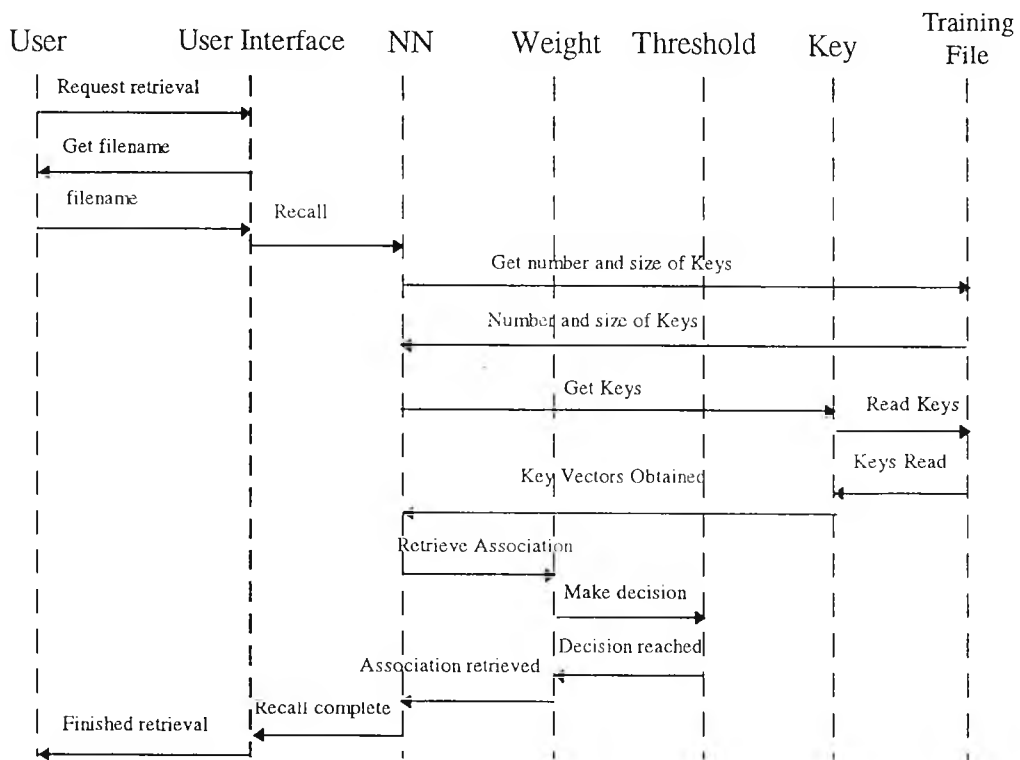 User
User Interface
NN
Weight
Threshold
Key
Training
File
Request retrieval
Get filename
filename
Recall
Get number and size of Keys
Number and size of Keys
Get Keys
Read Keys
Keys Read
Key Vectors Obtained
Retrieve Association
Make decision
Decision reached
Association retrieved
Recall complete
Finished retrieval